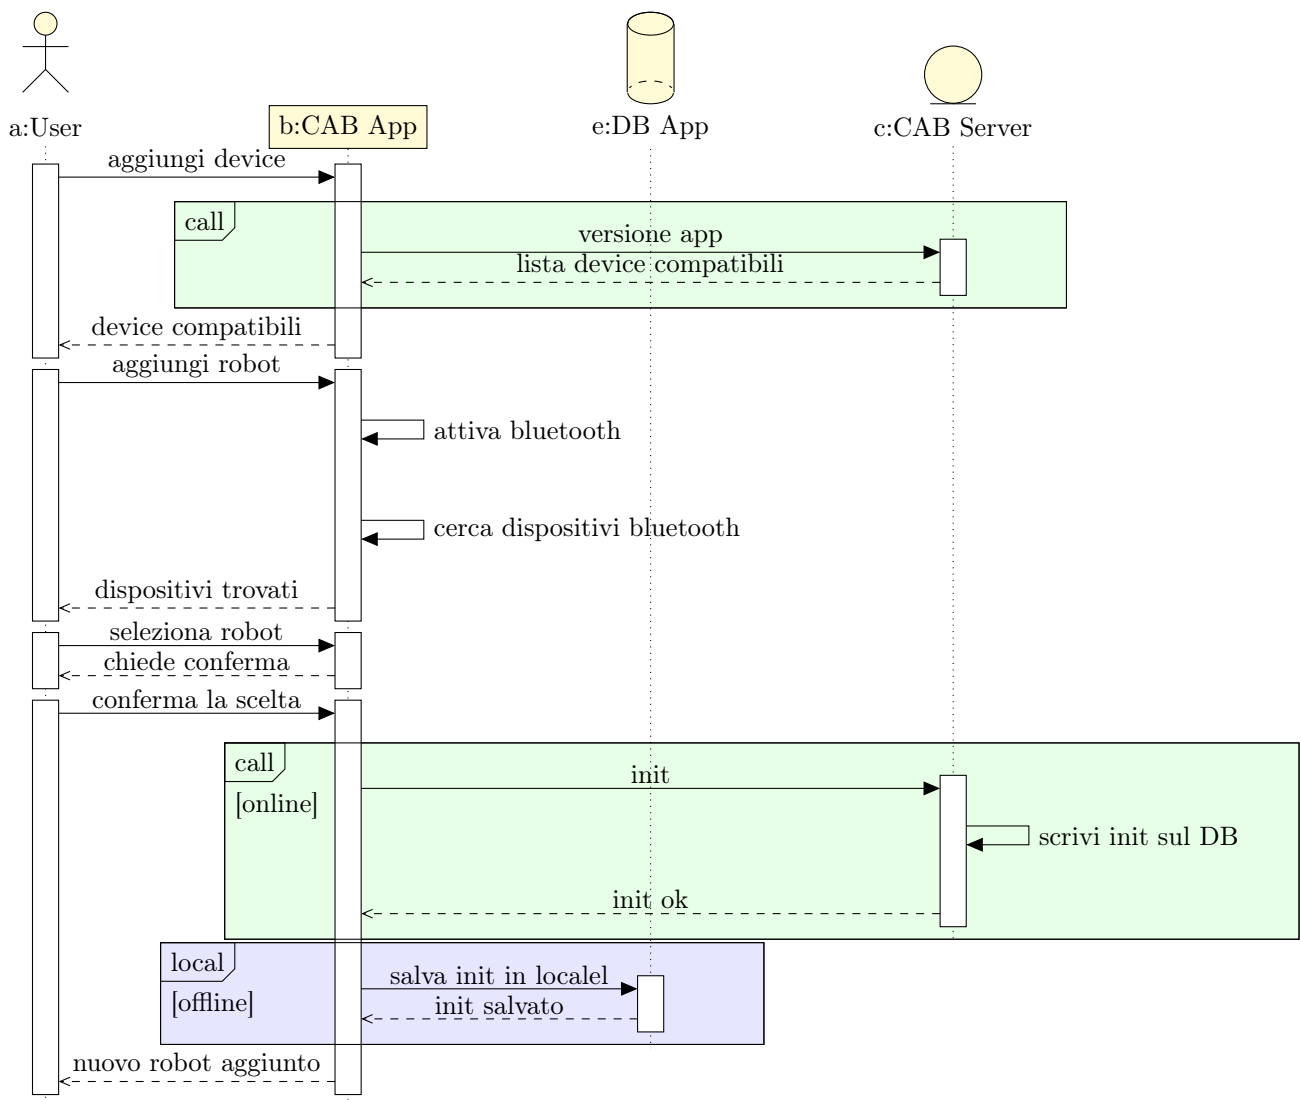 a:User
b:CAB App
e:DB App
c:CAB Server
aggiungi device
call
versione app
lista device compatibili
device compatibili
aggiungi robot
attiva bluetooth
cerca dispositivi bluetooth
dispositivi trovati
seleziona robot
chiede conferma
conferma la scelta
call
[online]
init
scrivi init sul DB
init ok
local
[offline]
salva init in localel
init salvato
nuovo robot aggiunto